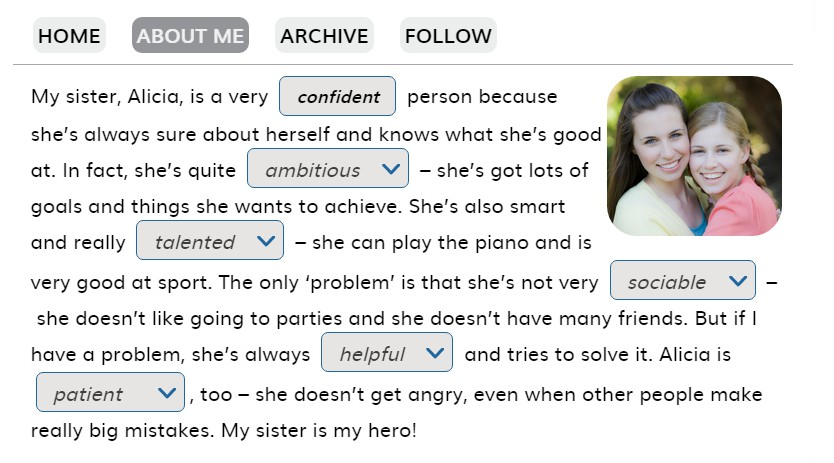 HOME ABOUT ME ARCHIVE FOLLOW
My sister, Alicia, is a very confident person because
she's always sure about herself and knows what she's good
at. In fact, she's quite ambitious – she's got lots of
goals and things she wants to achieve. She's also smart
and really talented – she can play the piano and is
very good at sport. The only ‘problem’ is that she's not very sociable –
she doesn't like going to parties and she doesn't have many friends. But if I
have a problem, she's always helpful and tries to solve it. Alicia is
patient , too – she doesn't get angry, even when other people make
really big mistakes. My sister is my hero!